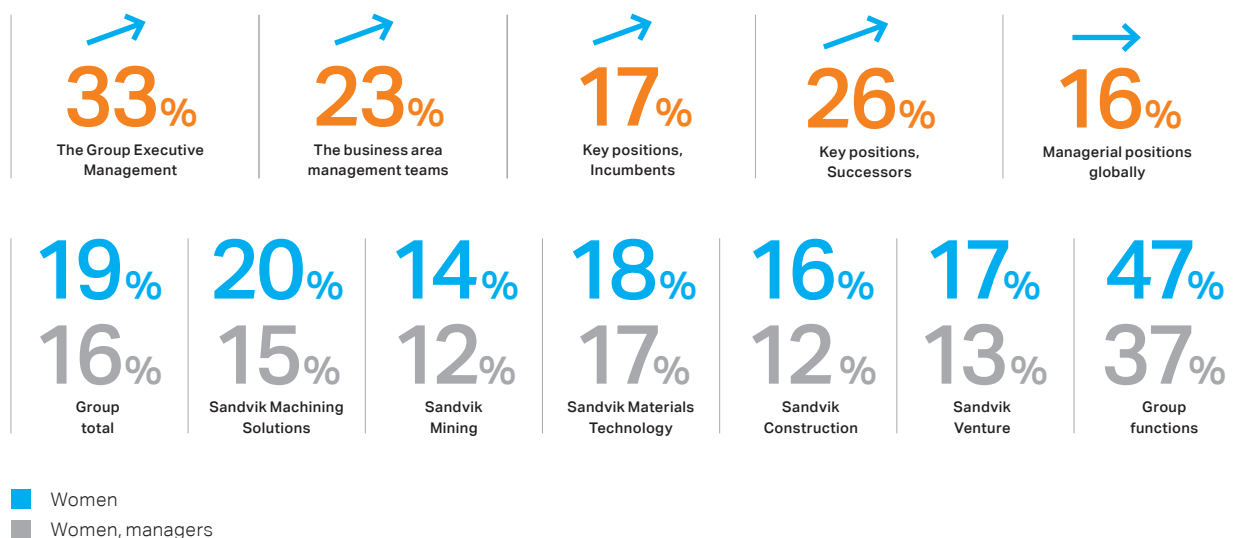 33% 23% 17% 26% 16%
The Group Executive
Management
The business area
management teams
Key positions,
Incumbents
Key positions,
Successors
Managerial positions
globally
19% 20% 14% 18% 16% 17% 47%
16% 15% 12% 17% 12% 13% 37%
Group
total
Sandvik Machining
Solutions
Sandvik
Mining
Sandvik Materials
Technology
Sandvik
Construction
Sandvik
Venture
Group
functions
Women
Women, managers